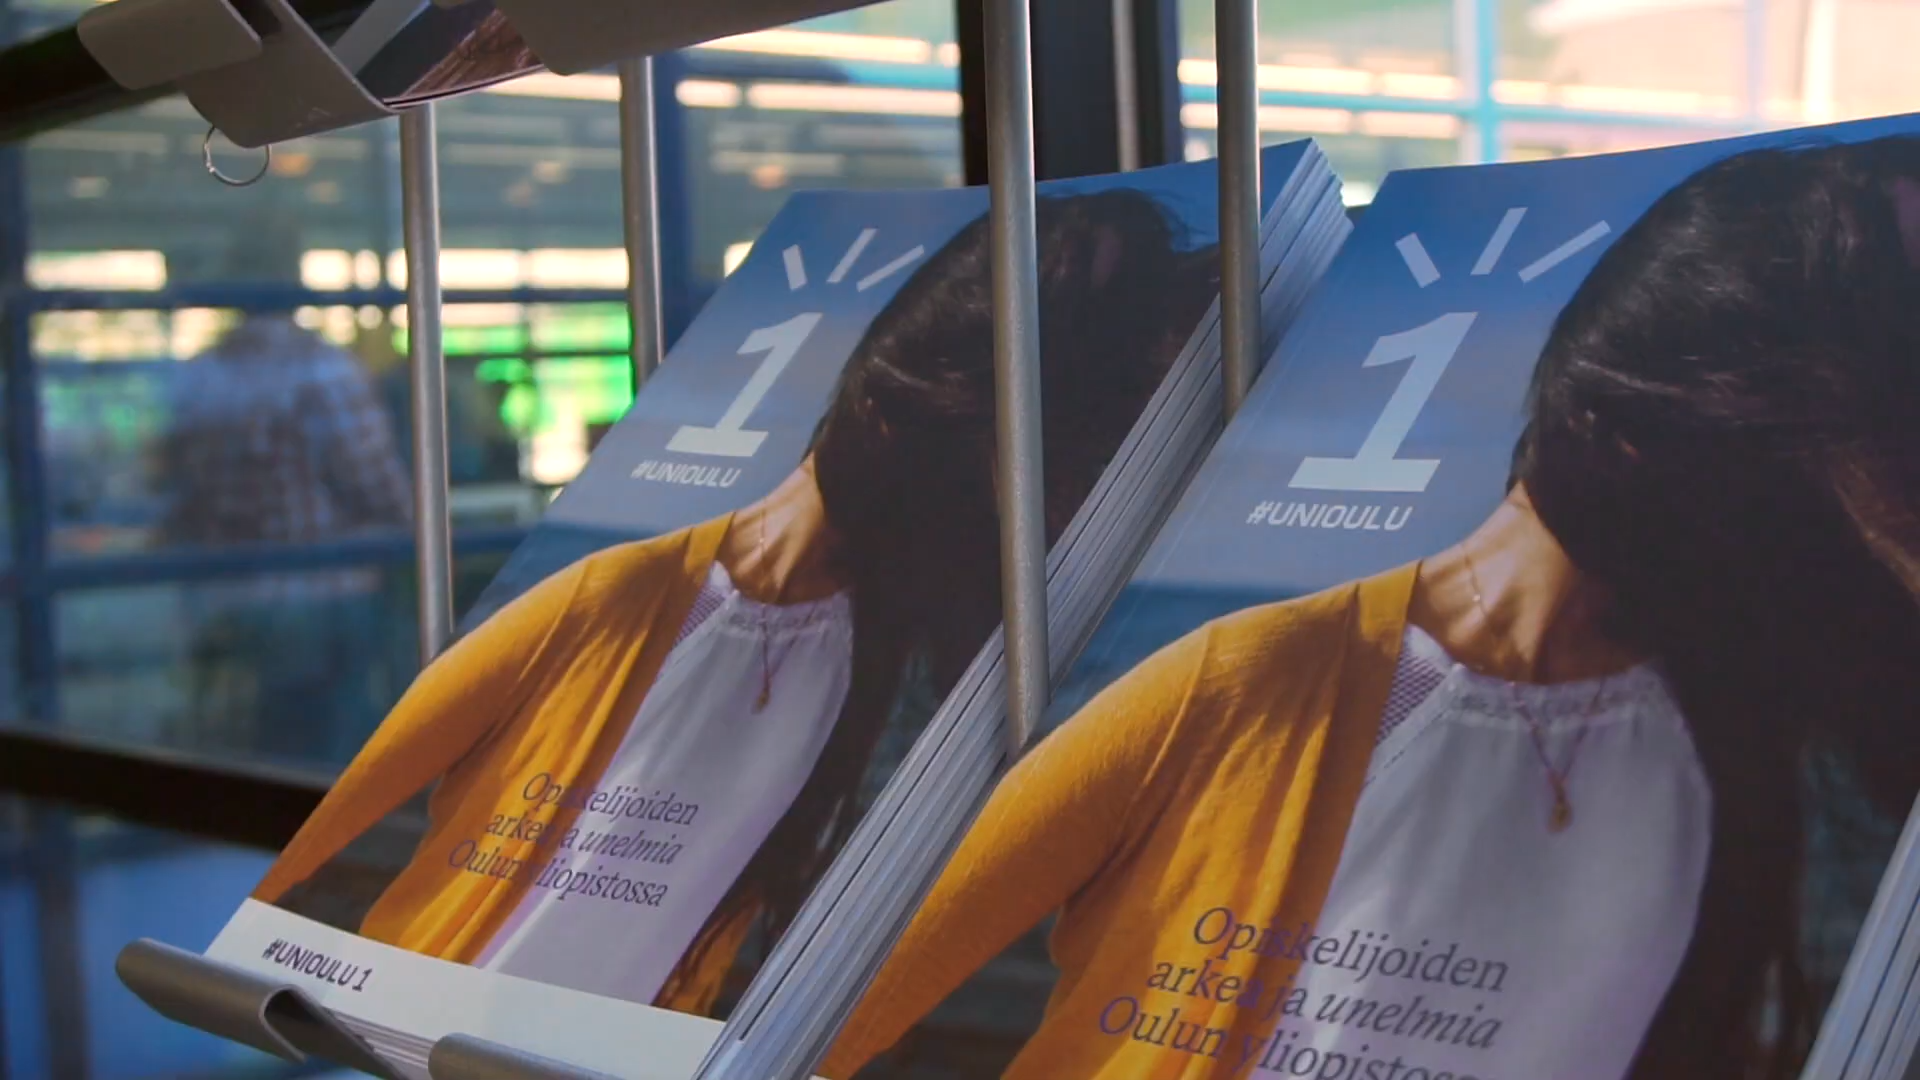 1
#UNIOULU
Opiskelijoiden
arkea ja unelmia
Oulun yliopistossa
#UNIOULU 1
1
#UNIOULU
Opiskelijoiden
arkea ja unelmia
Oulun yliopistossa